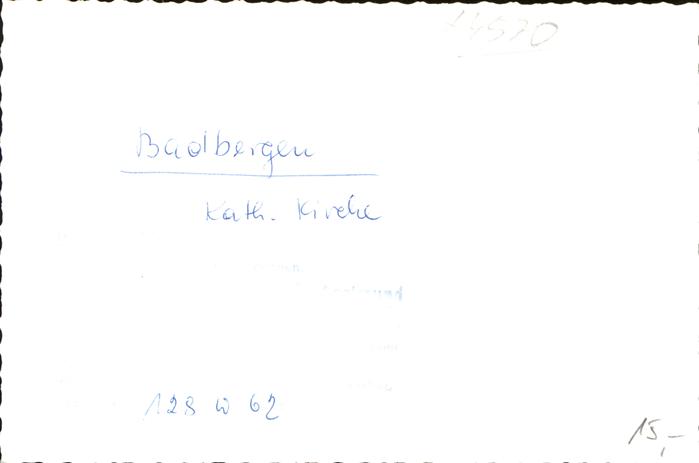 14570
Badbergen
Kath. Kirche
128 W 62
15,-